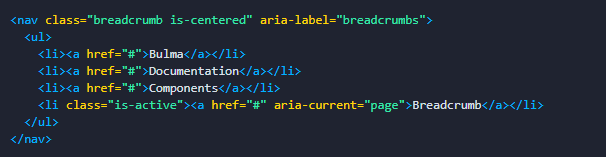 <nav class="breadcrumb is-centered" aria-label="breadcrumbs">
  <ul>
    <li><a href="#">Bulma</a></li>
    <li><a href="#">Documentation</a></li>
    <li><a href="#">Components</a></li>
    <li class="is-active"><a href="#" aria-current="page">Breadcrumb</a></li>
  </ul>
</nav>